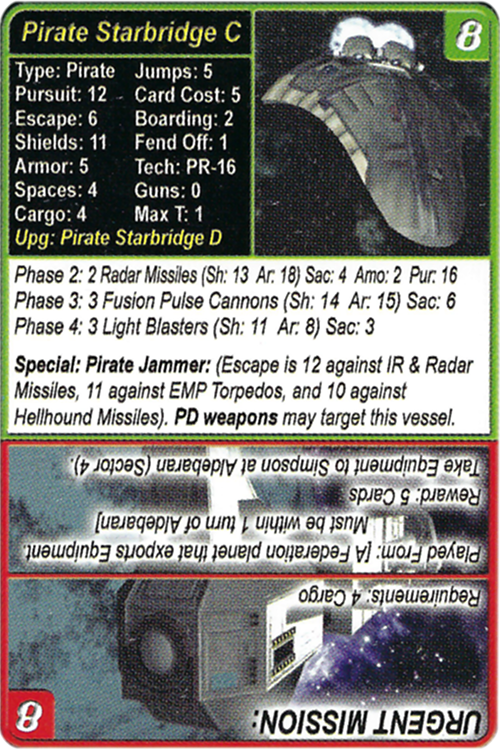 Pirate Starbridge C
8
Type: Pirate Jumps: 5
Pursuit: 12 Card Cost: 5
Escape: 6 Boarding: 2
Shields: 11 Fend Off: 1
Armor: 5 Tech: PR-16
Spaces: 4 Guns: 0
Cargo: 4 Max T: 1
Upg: Pirate Starbridge D
Phase 2: 2 Radar Missiles (Sh: 13 Ar: 18) Sac: 4 Amo: 2 Pur: 16
Phase 3: 3 Fusion Pulse Cannons (Sh: 14 Ar: 15) Sac: 6
Phase 4: 3 Light Blasters (Sh: 11 Ar: 8) Sac: 3
Special: Pirate Jammer: (Escape is 12 against IR & Radar
Missiles, 11 against EMP Torpedos, and 10 against
Hellhound Missiles). PD weapons may target this vessel.
URGENT MISSION:
8
Requirements: 4 Cargo
Played From: [A Federation planet that exports Equipment.
Must be within 1 turn of Aldebaran]
Reward: 5 Cards
Take Equipment to Simpson at Aldebaran (Sector 4).